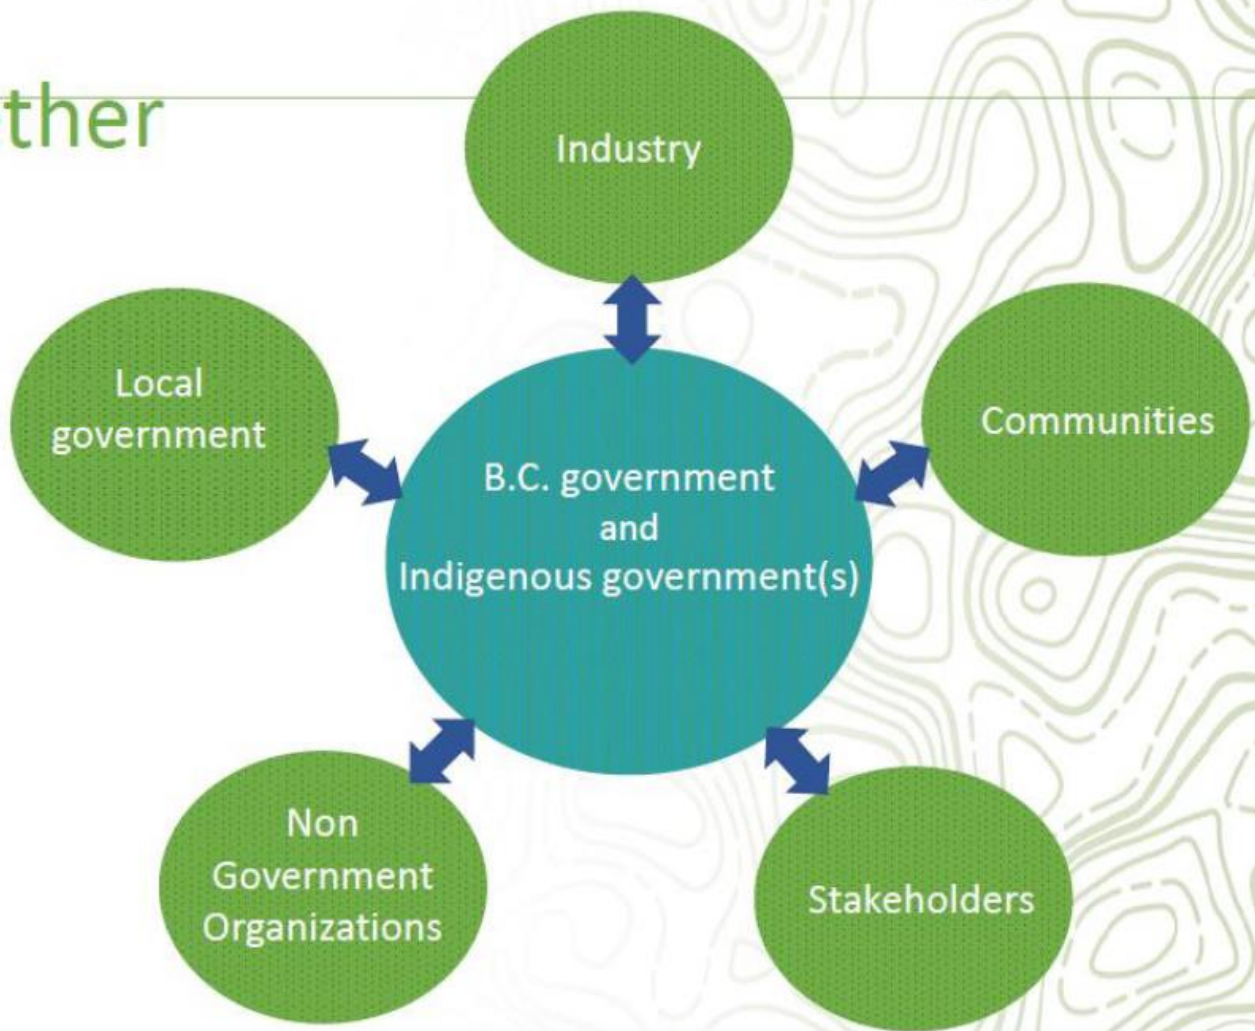 ther
Industry
Local
government
Communities
B.C. government
and
Indigenous government(s)
Non
Government
Organizations
Stakeholders